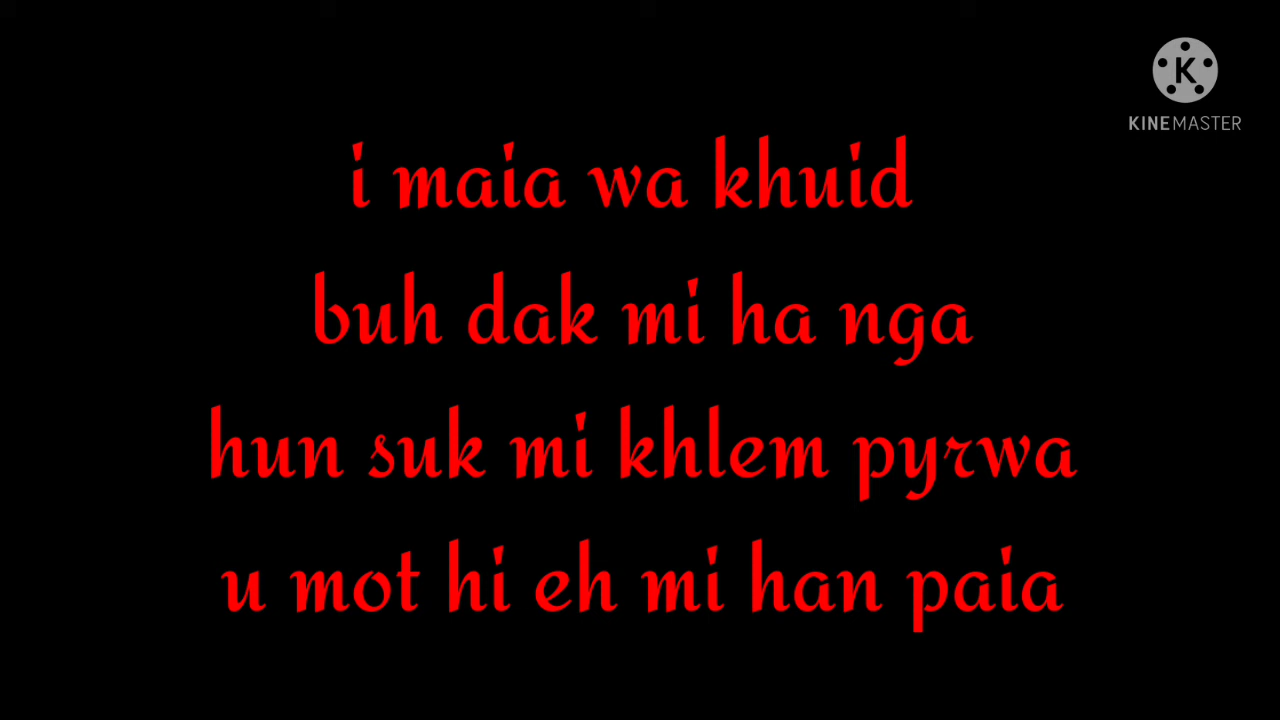 KINEMASTER
i maia wa khuid
buh dak mi ha nga
hun suk mi khlem pyrwa
u mot hi eh mi han paia